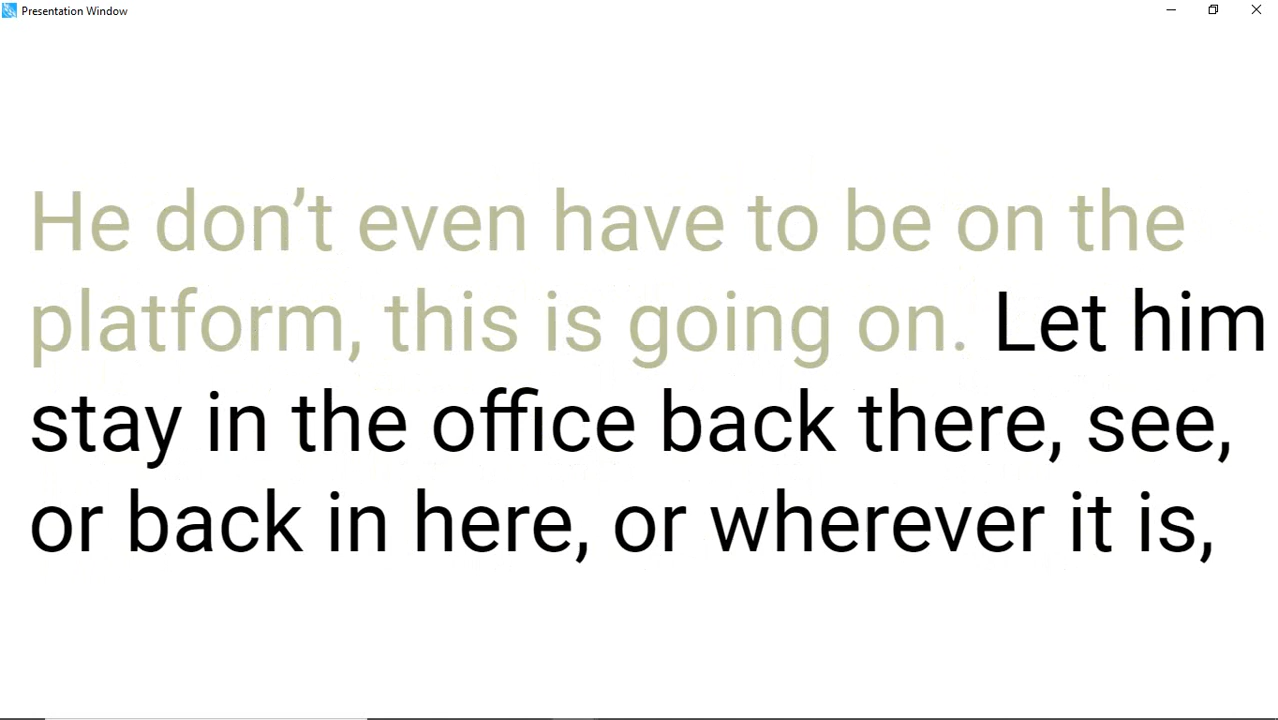 Presentation Window
He don’t even have to be on the
platform, this is going on. Let him
stay in the office back there, see,
or back in here, or wherever it is,